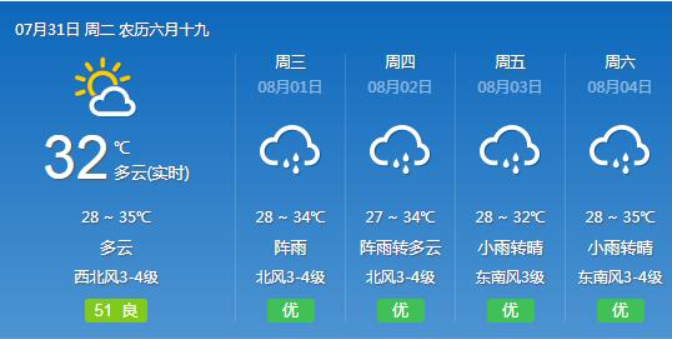 07月31日 周二 农历六月十九
32℃
多云(实时)
28 ~ 35℃
多云
西北风3-4级
51 良
周三
08月01日
28 ~ 34℃
阵雨
北风3-4级
优
周四
08月02日
27 ~ 34℃
阵雨转多云
北风3-4级
优
周五
08月03日
28 ~ 32℃
小雨转晴
东南风3级
优
周六
08月04日
28 ~ 35℃
小雨转晴
东南风3-4级
优